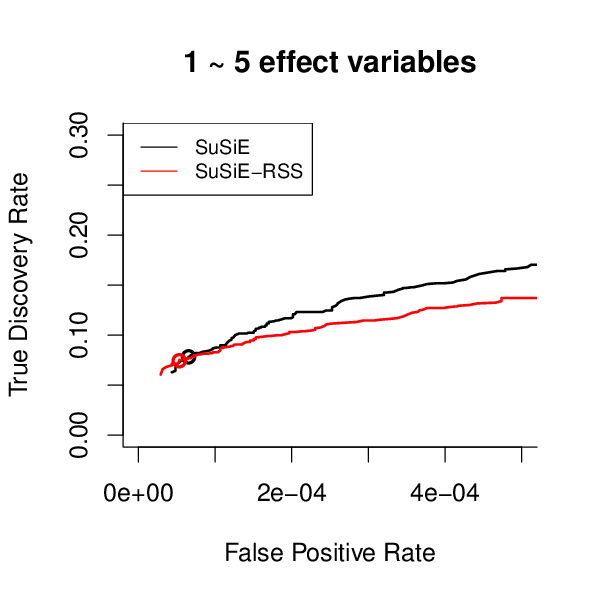 1 ~ 5 effect variables
SuSiE
SuSiE−RSS
True Discovery Rate
0.30
0.20
0.10
0.00
0e+00 2e−04 4e−04
False Positive Rate